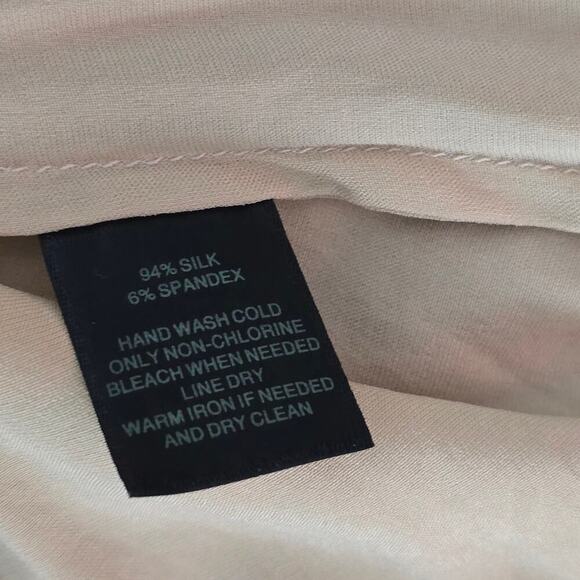 94% SILK
6% SPANDEX
HAND WASH COLD
ONLY NON-CHLORINE
BLEACH WHEN NEEDED
LINE DRY
WARM IRON IF NEEDED
AND DRY CLEAN